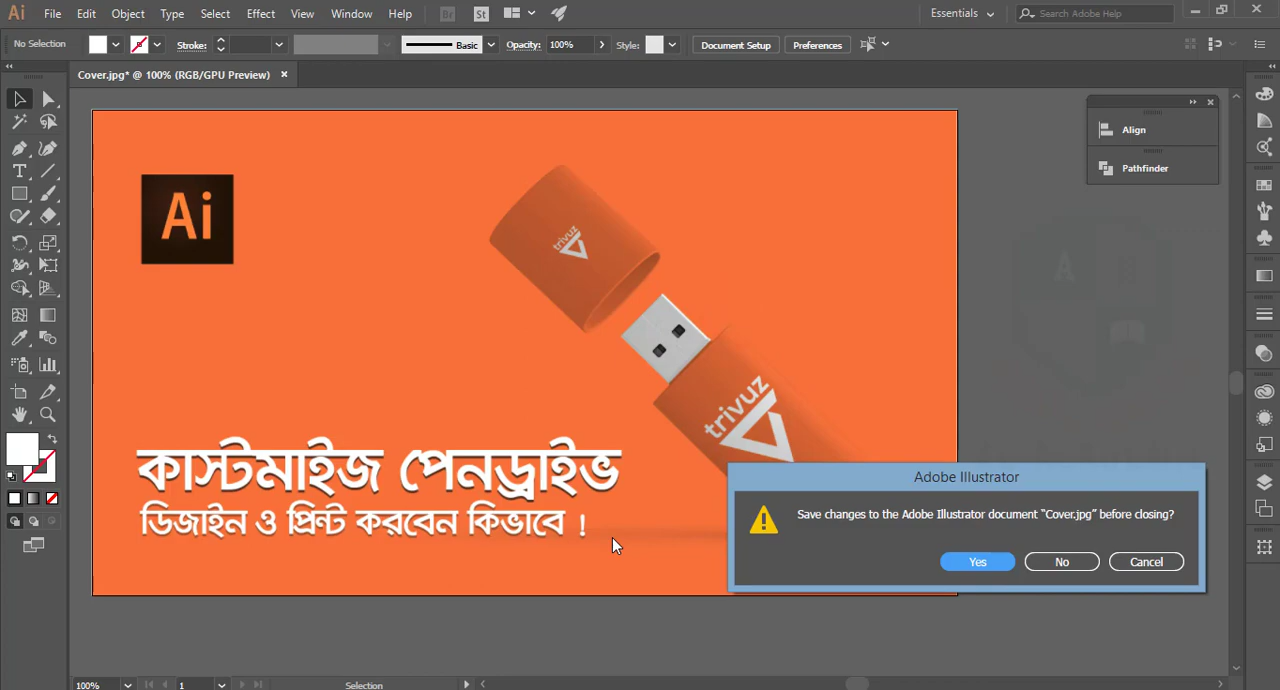 Ai File Edit Object Type Select Effect View Window Help Br St Essentials Search Adobe Help
No Selection Stroke: Basic Opacity: 100% Style: Document Setup Preferences
Cover.jpg* @ 100% (RGB/GPU Preview)
Align
Pathfinder
Ai
trivuz
trivuz
কাস্টমাইজ পেনড্রাইভ
ডিজাইন ও প্রিন্ট করবেন কিভাবে !
Adobe Illustrator
Save changes to the Adobe Illustrator document “Cover.jpg” before closing?
Yes No Cancel
100% 1 Selection